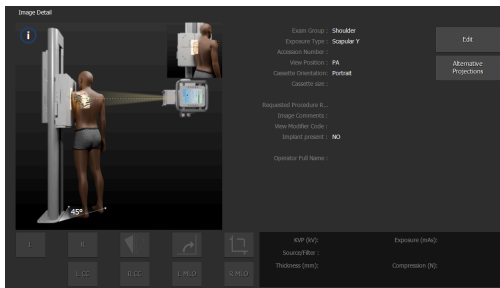 Image Detail
i
Exam Group : Shoulder
Exposure Type : Scapular Y
Accession Number :
View Position : PA
Cassette Orientation: Portrait
Cassette size :
Requested Procedure R...
Image Comments :
View Modifier Code :
Implant present : NO
Operator Full Name :
Edit
Alternative
Projections
45°
L
R
L CC
R CC
L MLO
R MLO
KVP (kV):
Exposure (mAs):
Source/Filter :
Thickness (mm):
Compression (N):